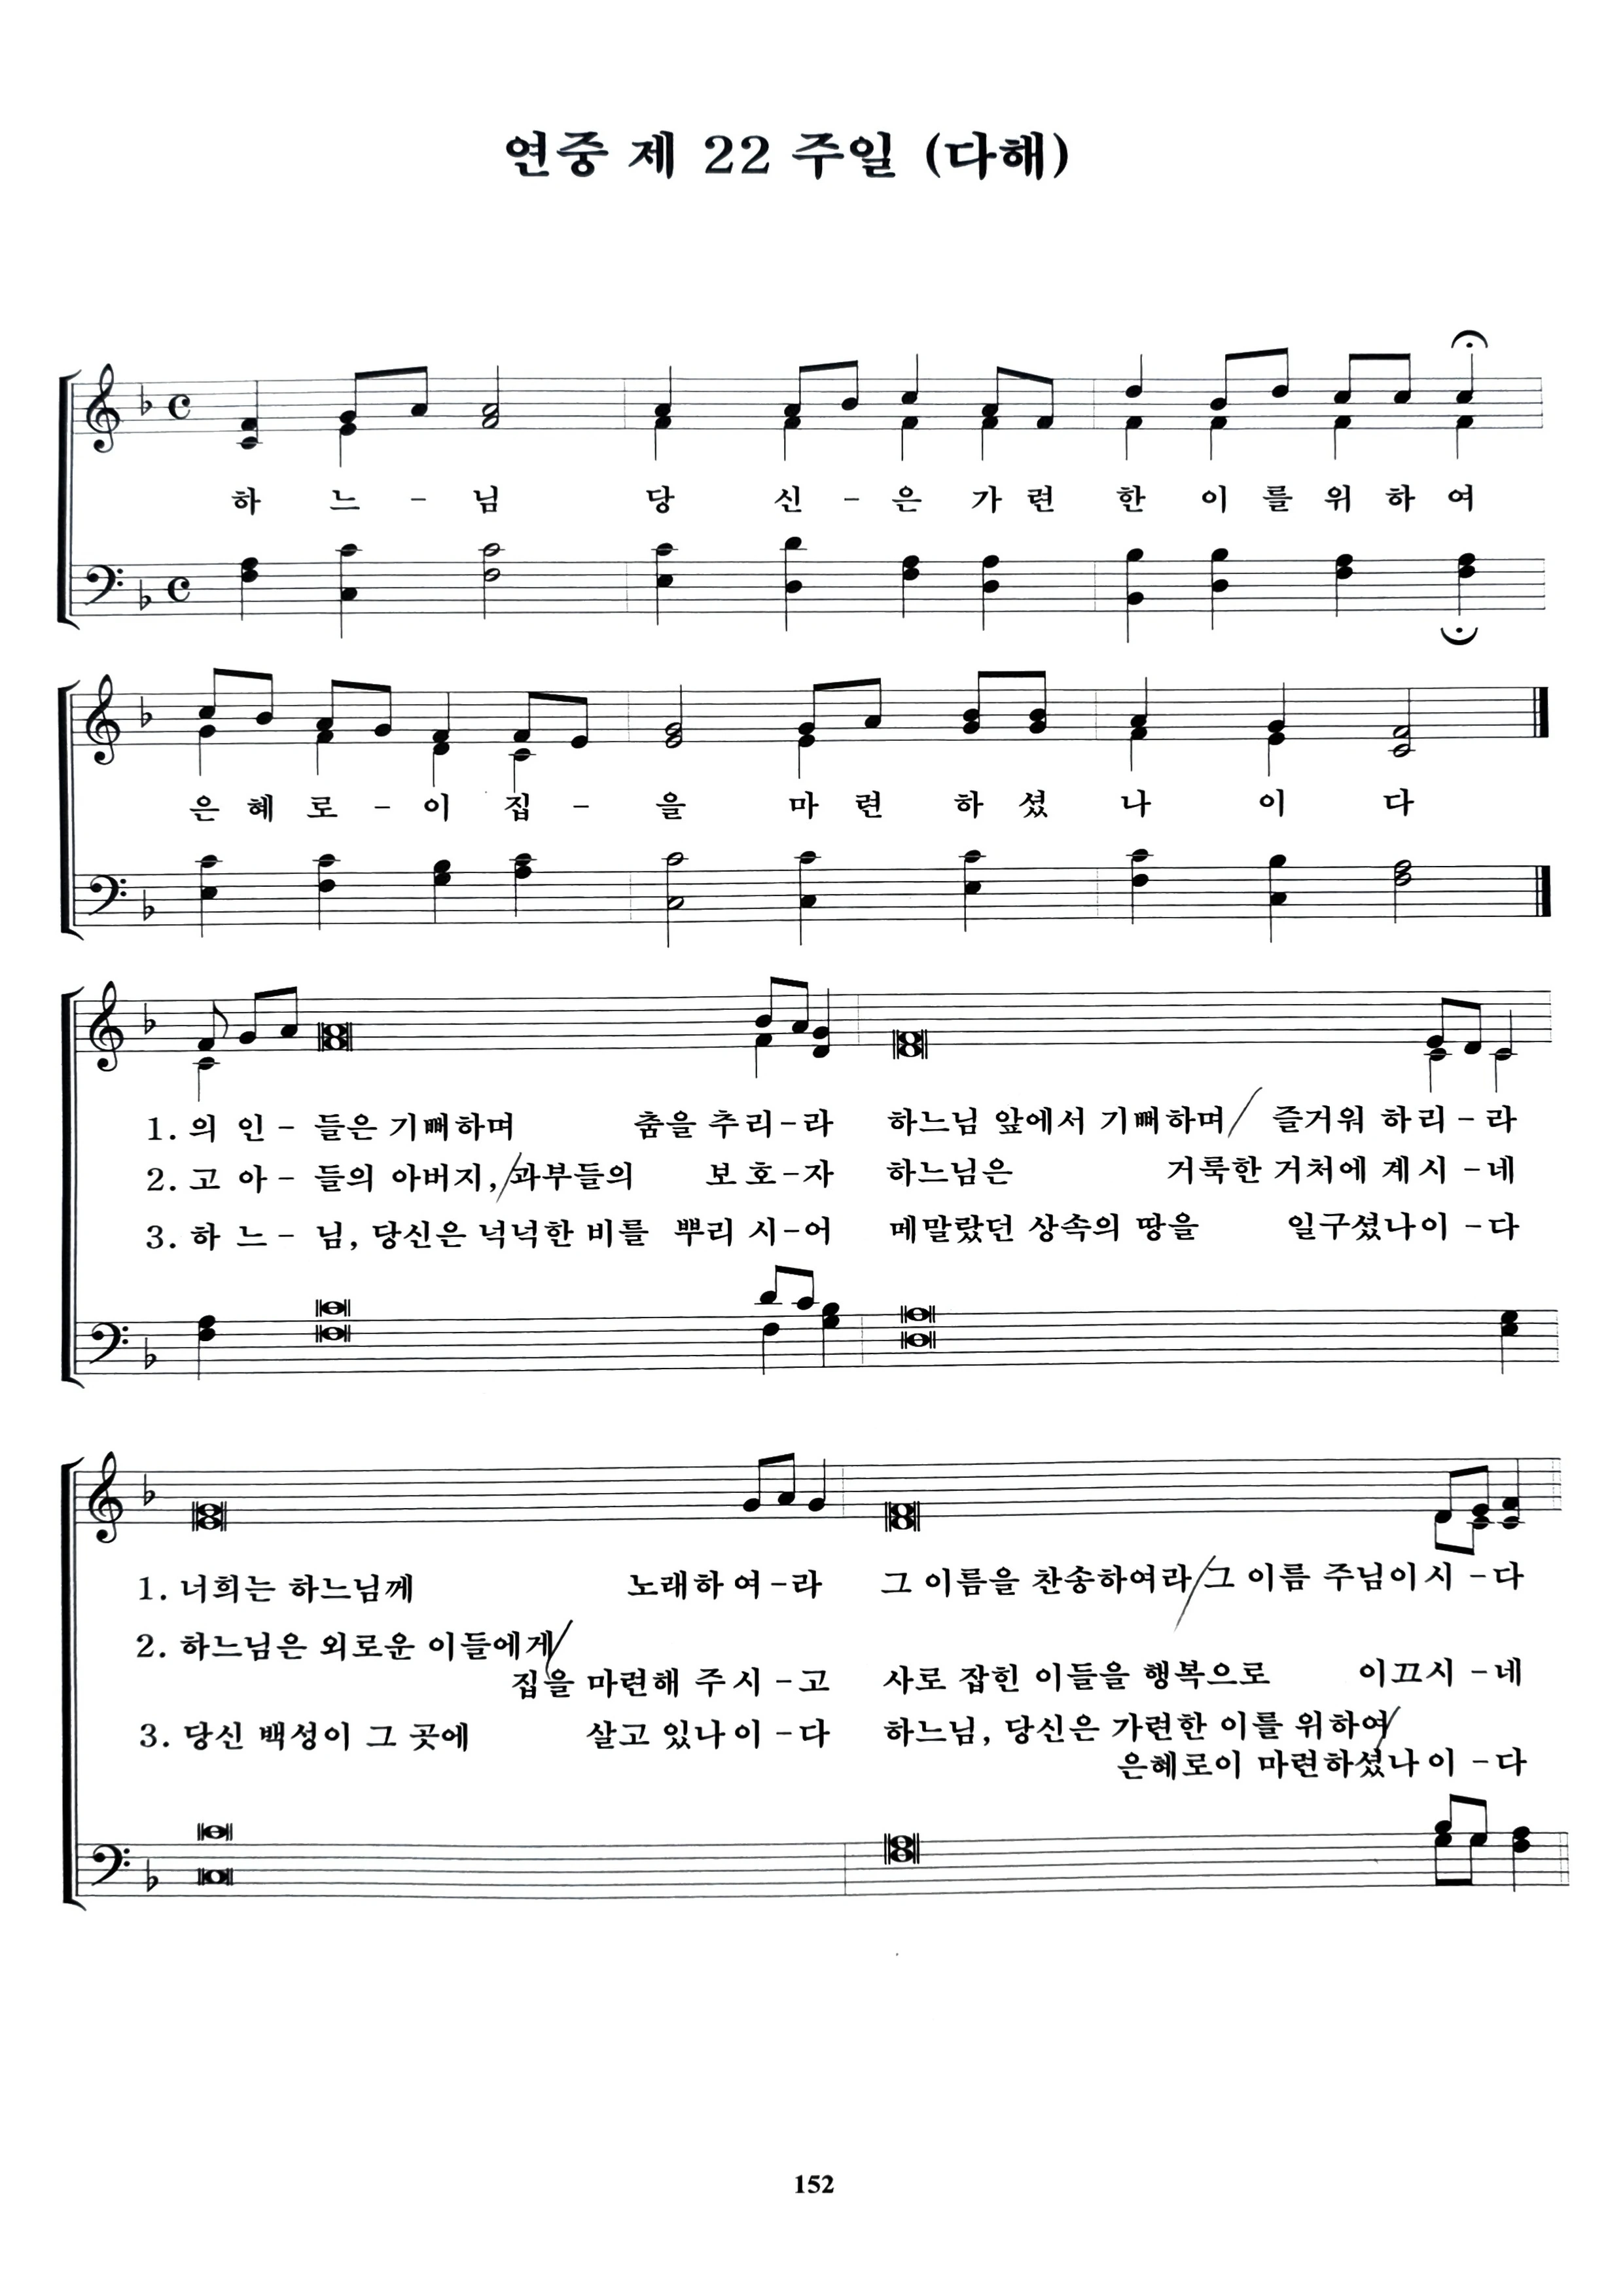 연중 제 22 주일 (다해)
하 느 - 님 당 신 - 은 가 련 한 이 를 위 하 여
은 혜 로 - 이 집 - 을 마 련 하 셨 나 이 다
1. 의 인 - 들은 기뻐하며 춤을 추리 - 라 하느님 앞에서 기뻐하며/ 즐거워 하리 - 라
2. 고 아 - 들의 아버지,/과부들의 보호 - 자 하느님은 거룩한 거처에 계시 - 네
3. 하 느 - 님, 당신은 넉넉한 비를 뿌리 시 - 어 메말랐던 상속의 땅을 일구셨나이 - 다
1. 너희는 하느님께 노래하여 - 라 그 이름을 찬송하여라/그 이름 주님이시 - 다
2. 하느님은 외로운 이들에게/
집을 마련해 주시 - 고 사로 잡힌 이들을 행복으로 이끄시 - 네
3. 당신 백성이 그 곳에 살고 있나이 - 다 하느님, 당신은 가련한 이를 위하여/
은혜로이 마련하셨나이 - 다
152